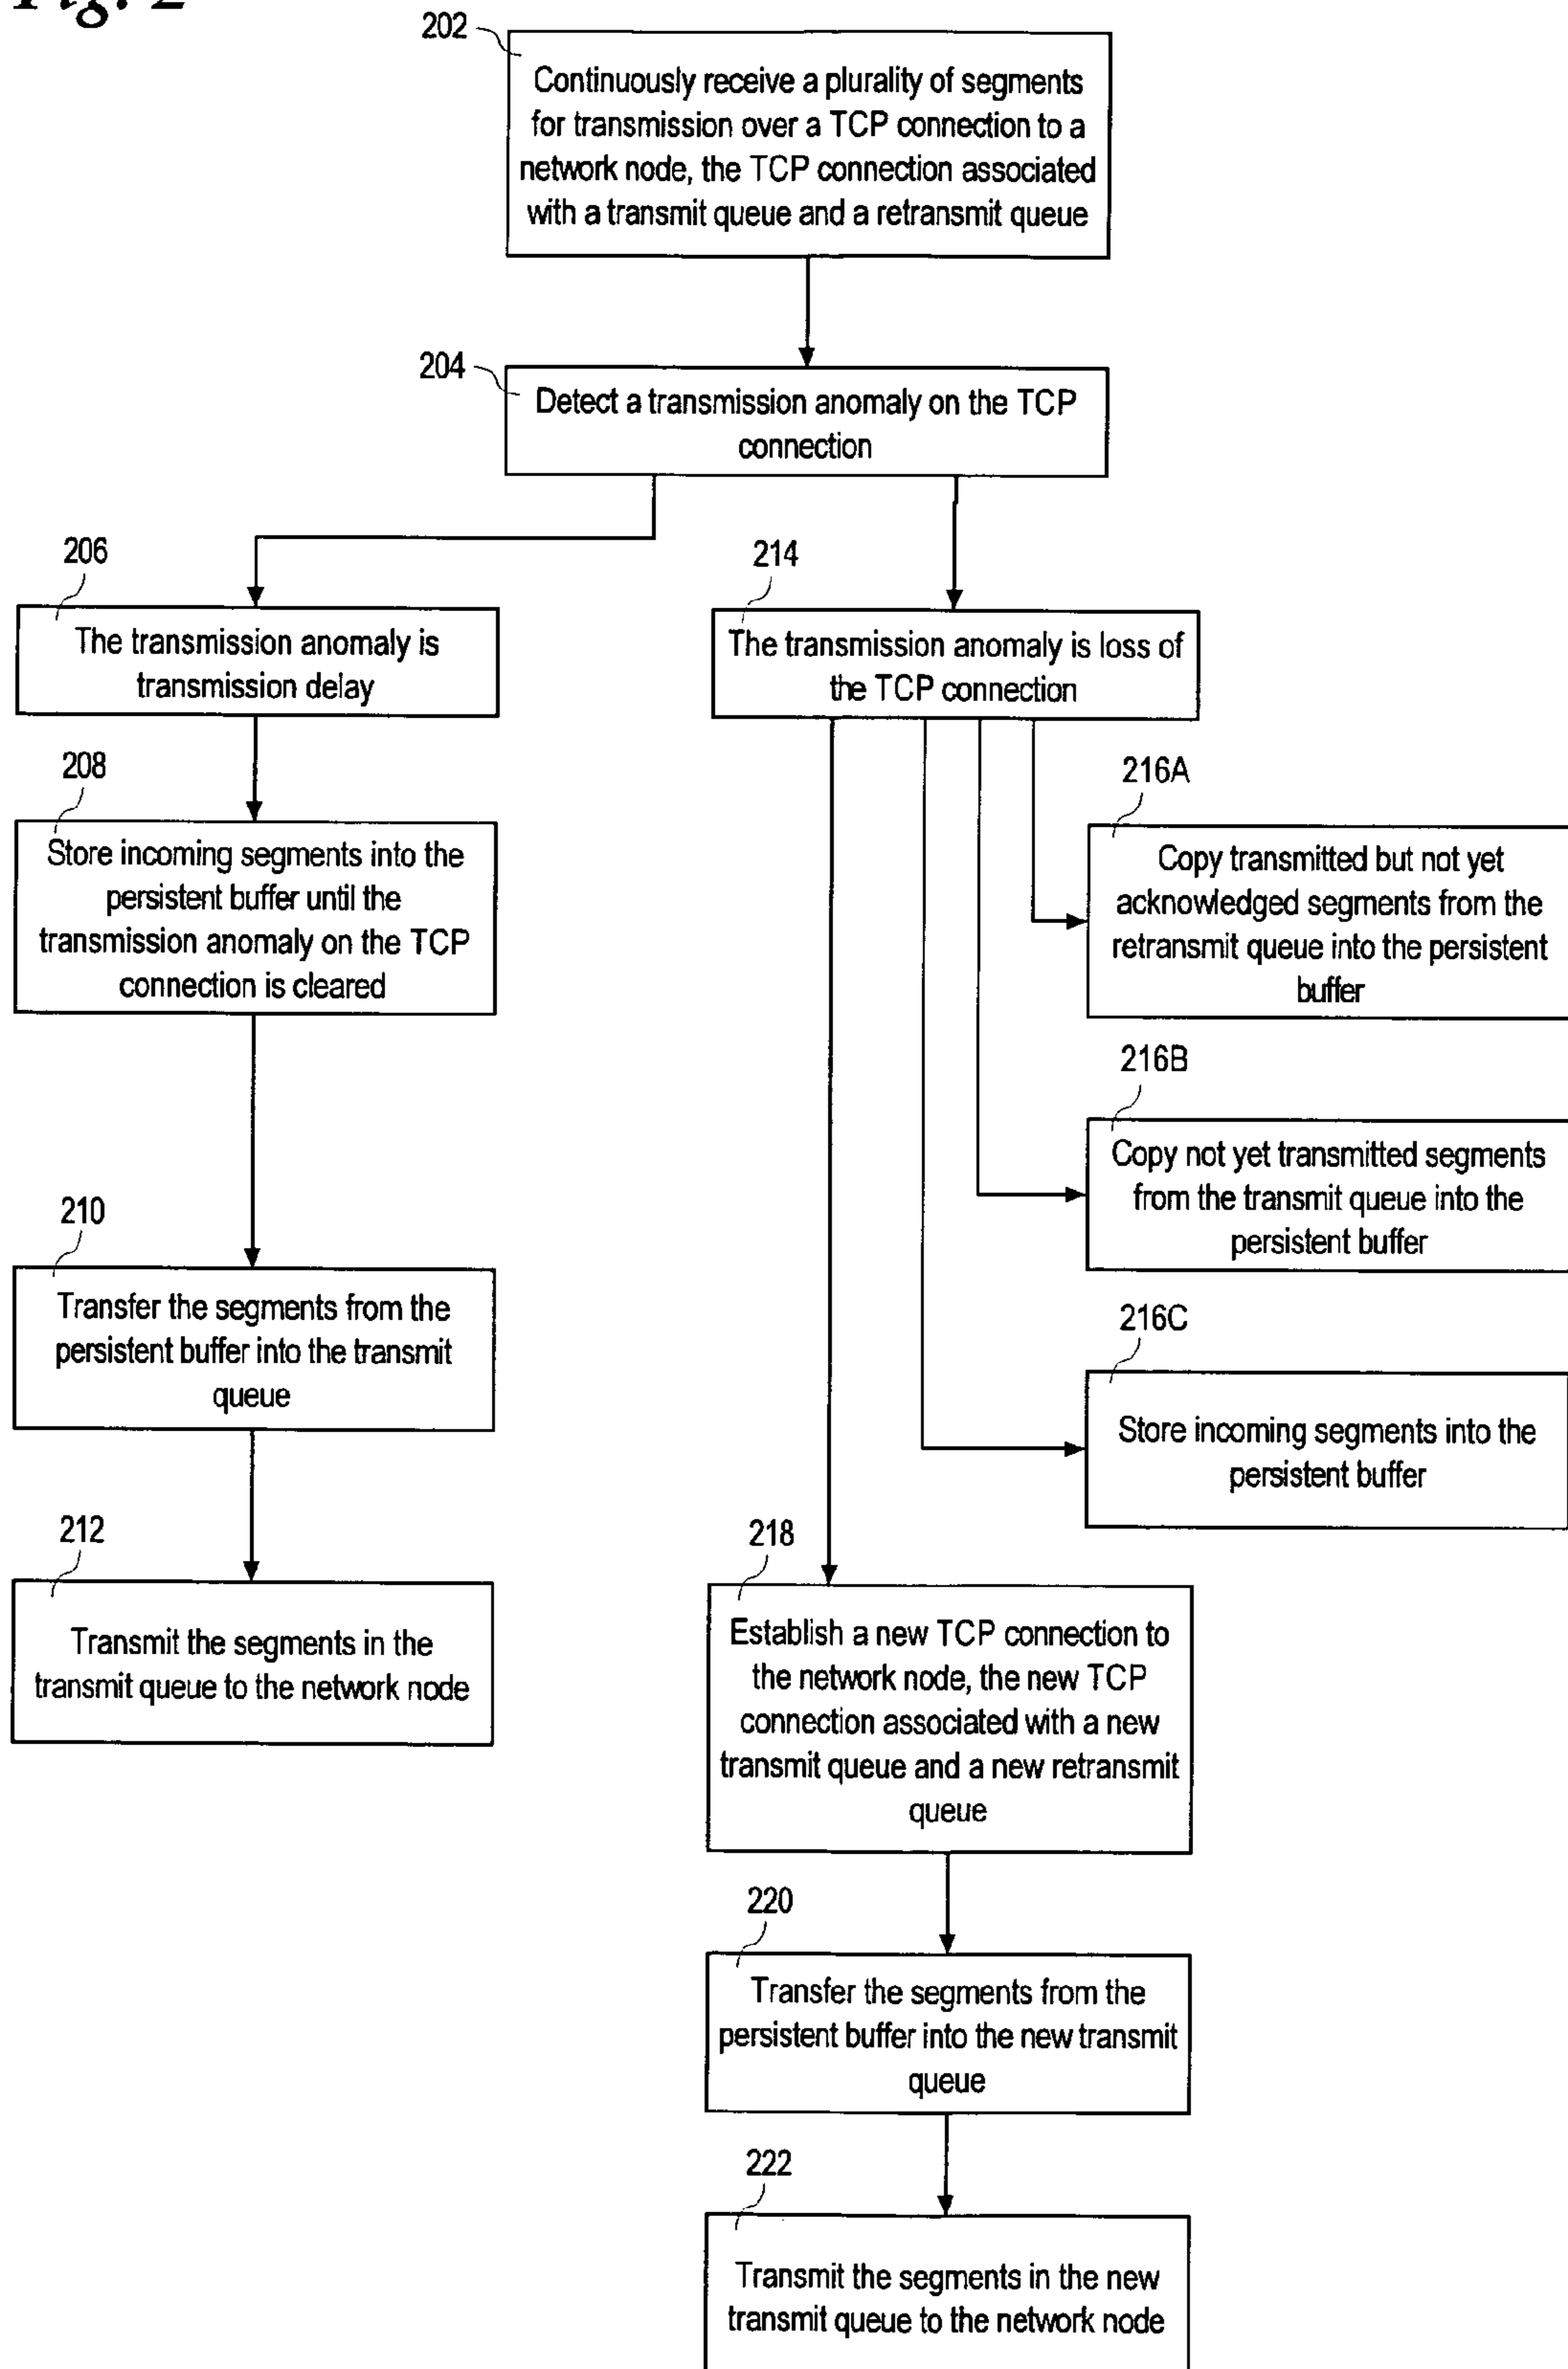 Fig. 2
202
Continuously receive a plurality of segments
for transmission over a TCP connection to a
network node, the TCP connection associated
with a transmit queue and a retransmit queue
204
Detect a transmission anomaly on the TCP
connection
206
The transmission anomaly is
transmission delay
208
Store incoming segments into the
persistent buffer until the
transmission anomaly on the TCP
connection is cleared
210
Transfer the segments from the
persistent buffer into the transmit
queue
212
Transmit the segments in the
transmit queue to the network node
214
The transmission anomaly is loss of
the TCP connection
216A
Copy transmitted but not yet
acknowledged segments from the
retransmit queue into the persistent
buffer
216B
Copy not yet transmitted segments
from the transmit queue into the
persistent buffer
216C
Store incoming segments into the
persistent buffer
218
Establish a new TCP connection to
the network node, the new TCP
connection associated with a new
transmit queue and a new retransmit
queue
220
Transfer the segments from the
persistent buffer into the new transmit
queue
222
Transmit the segments in the new
transmit queue to the network node